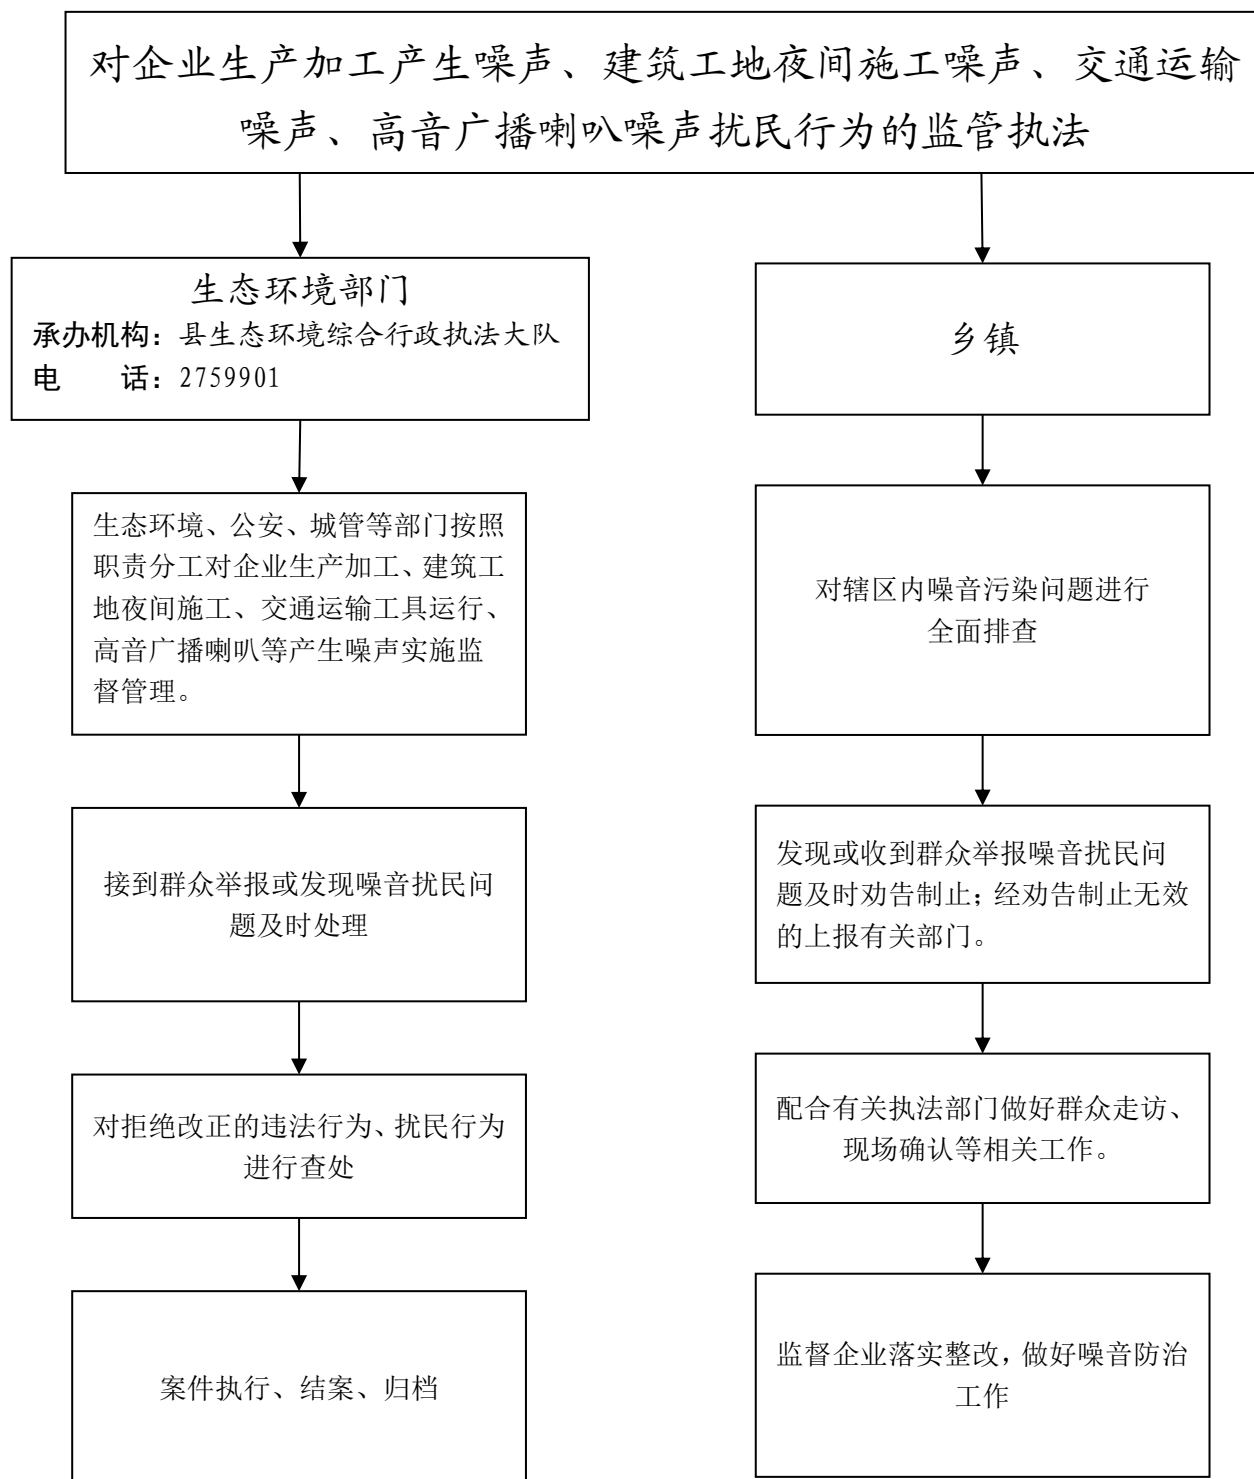 对企业生产加工产生噪声、建筑工地夜间施工噪声、交通运输
噪声、高音广播喇叭噪声扰民行为的监管执法
生态环境部门
承办机构：县生态环境综合行政执法大队
电　　话：2759901
生态环境、公安、城管等部门按照
职责分工对企业生产加工、建筑工
地夜间施工、交通运输工具运行、
高音广播喇叭等产生噪声实施监
督管理。
接到群众举报或发现噪音扰民问
题及时处理
对拒绝改正的违法行为、扰民行为
进行查处
案件执行、结案、归档
乡镇
对辖区内噪音污染问题进行
全面排查
发现或收到群众举报噪音扰民问
题及时劝告制止；经劝告制止无效
的上报有关部门。
配合有关执法部门做好群众走访、
现场确认等相关工作。
监督企业落实整改，做好噪音防治
工作